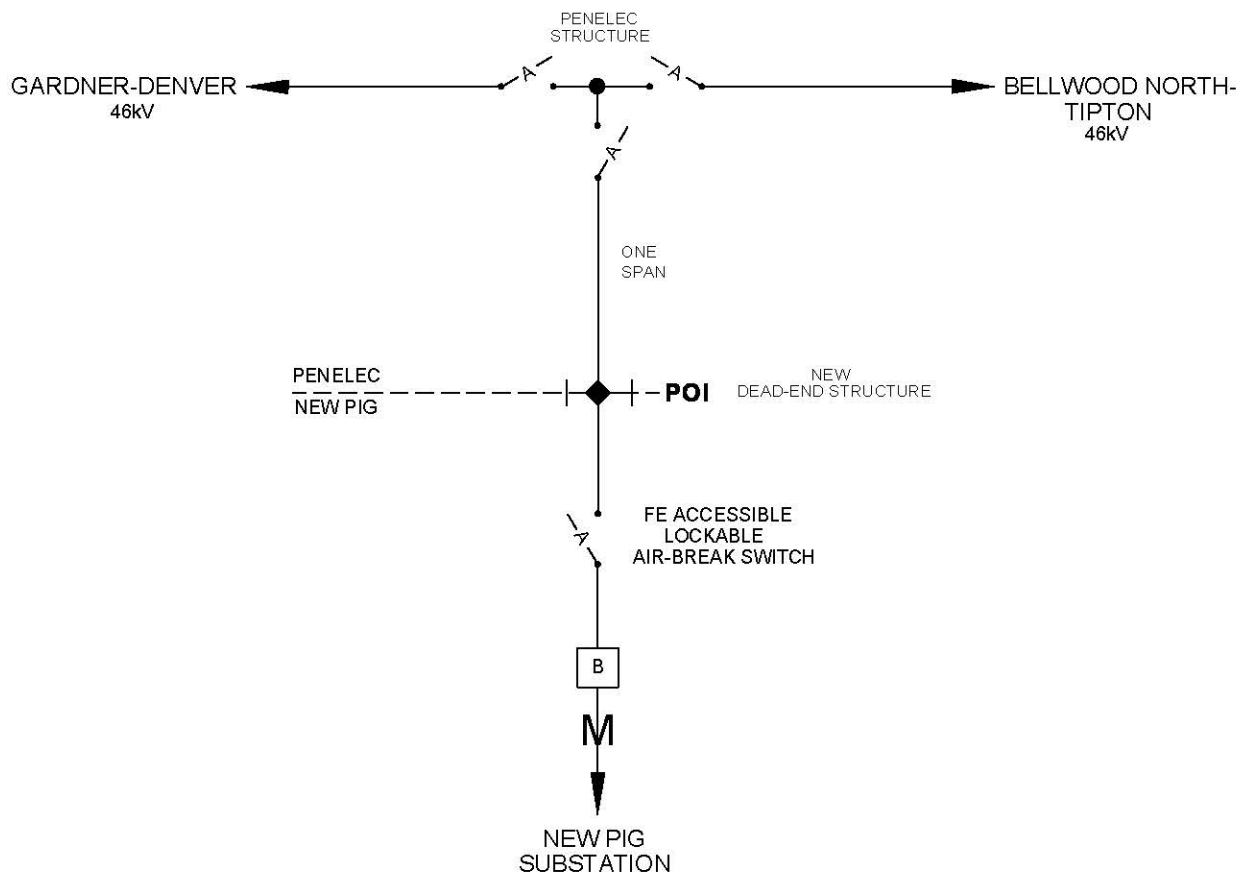 PENELEC
STRUCTURE
A
A
GARDNER-DENVER
46kV
BELLWOOD NORTH-
TIPTON
46kV
A
ONE
SPAN
PENELEC
NEW PIG
POI
NEW
DEAD-END STRUCTURE
A
FE ACCESSIBLE
LOCKABLE
AIR-BREAK SWITCH
B
M
NEW PIG
SUBSTATION